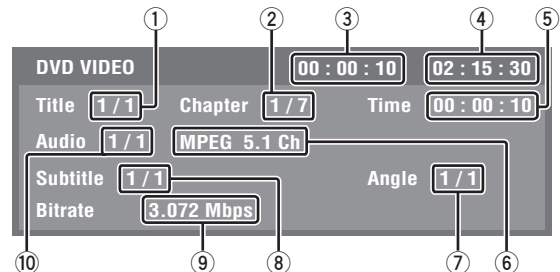 ① ② ③ ④ ⑤
DVD VIDEO 00 : 00 : 10 02 : 15 : 30
Title 1 / 1 Chapter 1 / 7 Time 00 : 00 : 10
Audio 1 / 1 MPEG 5.1 Ch
Subtitle 1 / 1 Angle 1 / 1
Bitrate 3.072 Mbps
⑩ ⑨ ⑧ ⑦ ⑥